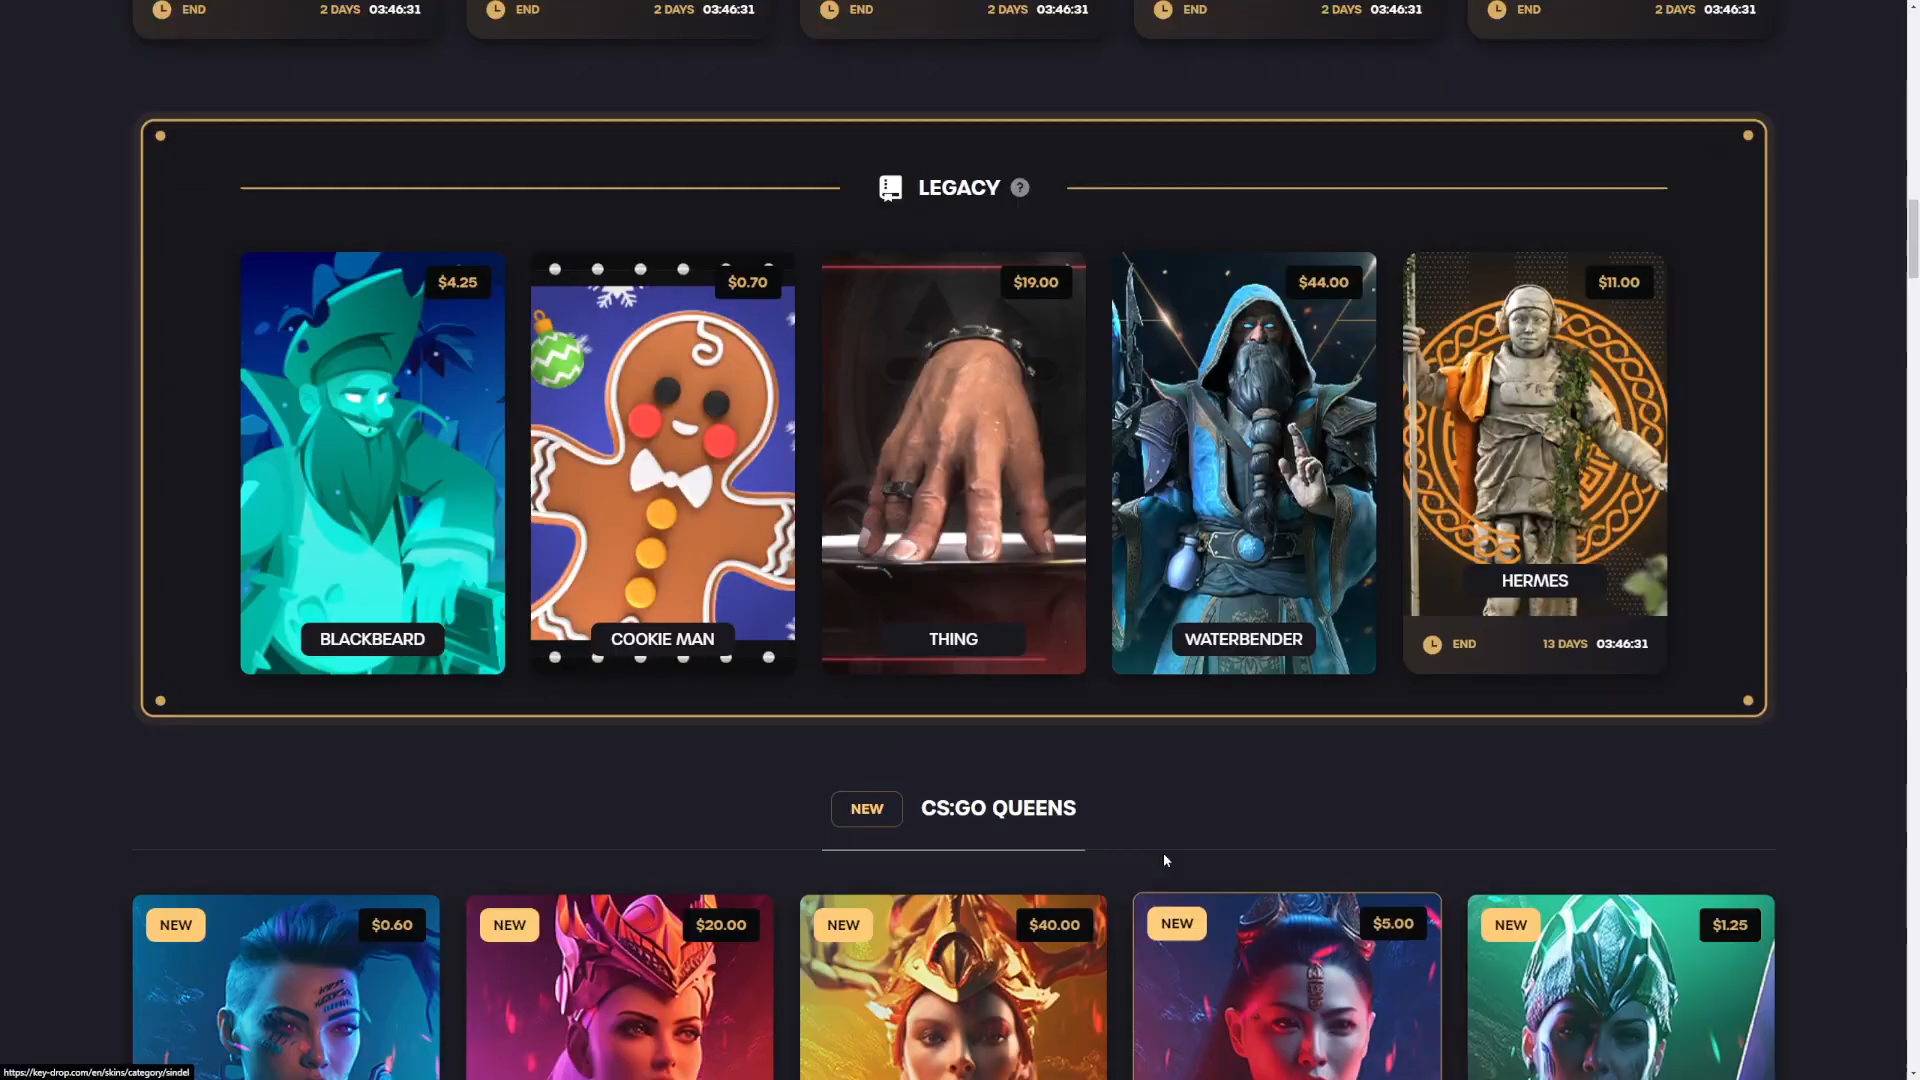 END 2 DAYS 03:46:31 END 2 DAYS 03:46:31 END 2 DAYS 03:46:31 END 2 DAYS 03:46:31 END 2 DAYS 03:46:31
LEGACY ?
$4.25 $0.70 $19.00 $44.00 $11.00
HERMES
BLACKBEARD COOKIE MAN THING WATERBENDER
END 13 DAYS 03:46:31
NEW CS:GO QUEENS
NEW $0.60 NEW $20.00 NEW $40.00 NEW $5.00 NEW $1.25
https://key-drop.com/en/skins/category/sindel